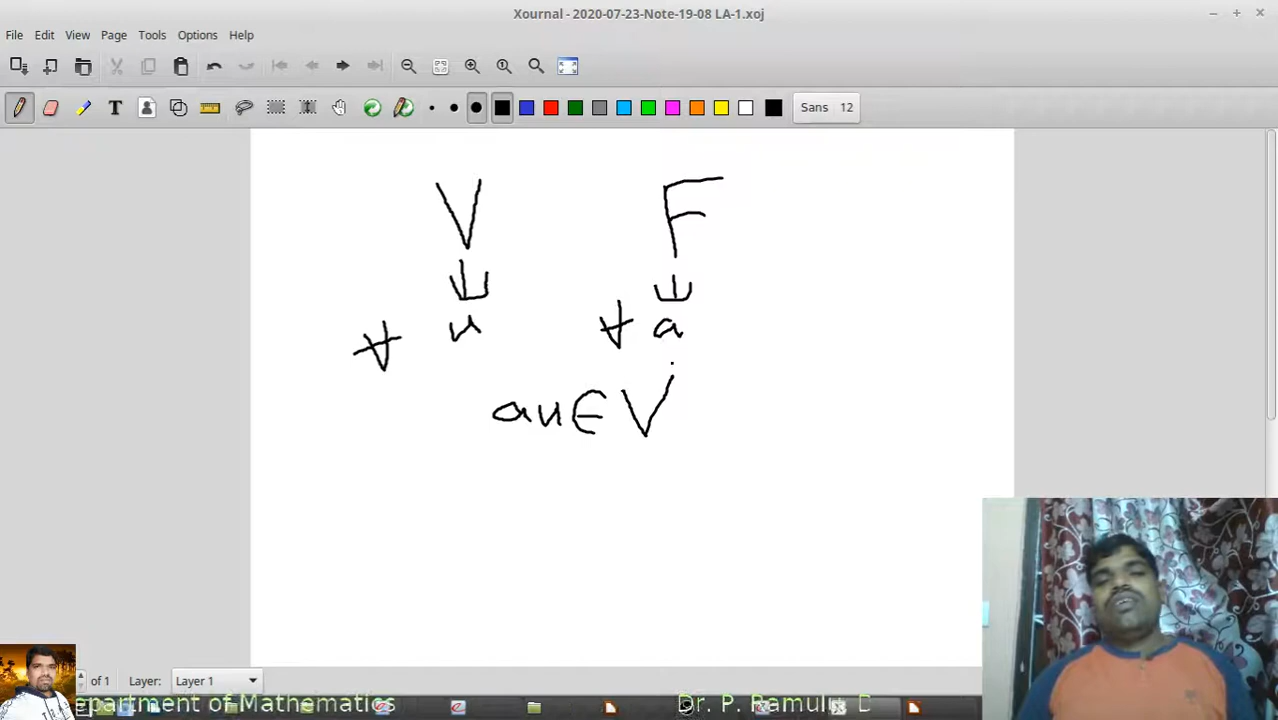 Xournal - 2020-07-23-Note-19-08 LA-1.xoj
File Edit View Page Tools Options Help
Sans 12
V F
∀ u ∀ a
au ∈ V
of 1 Layer: Layer 1
epartment of Mathematics Dr. P. Ramulu D